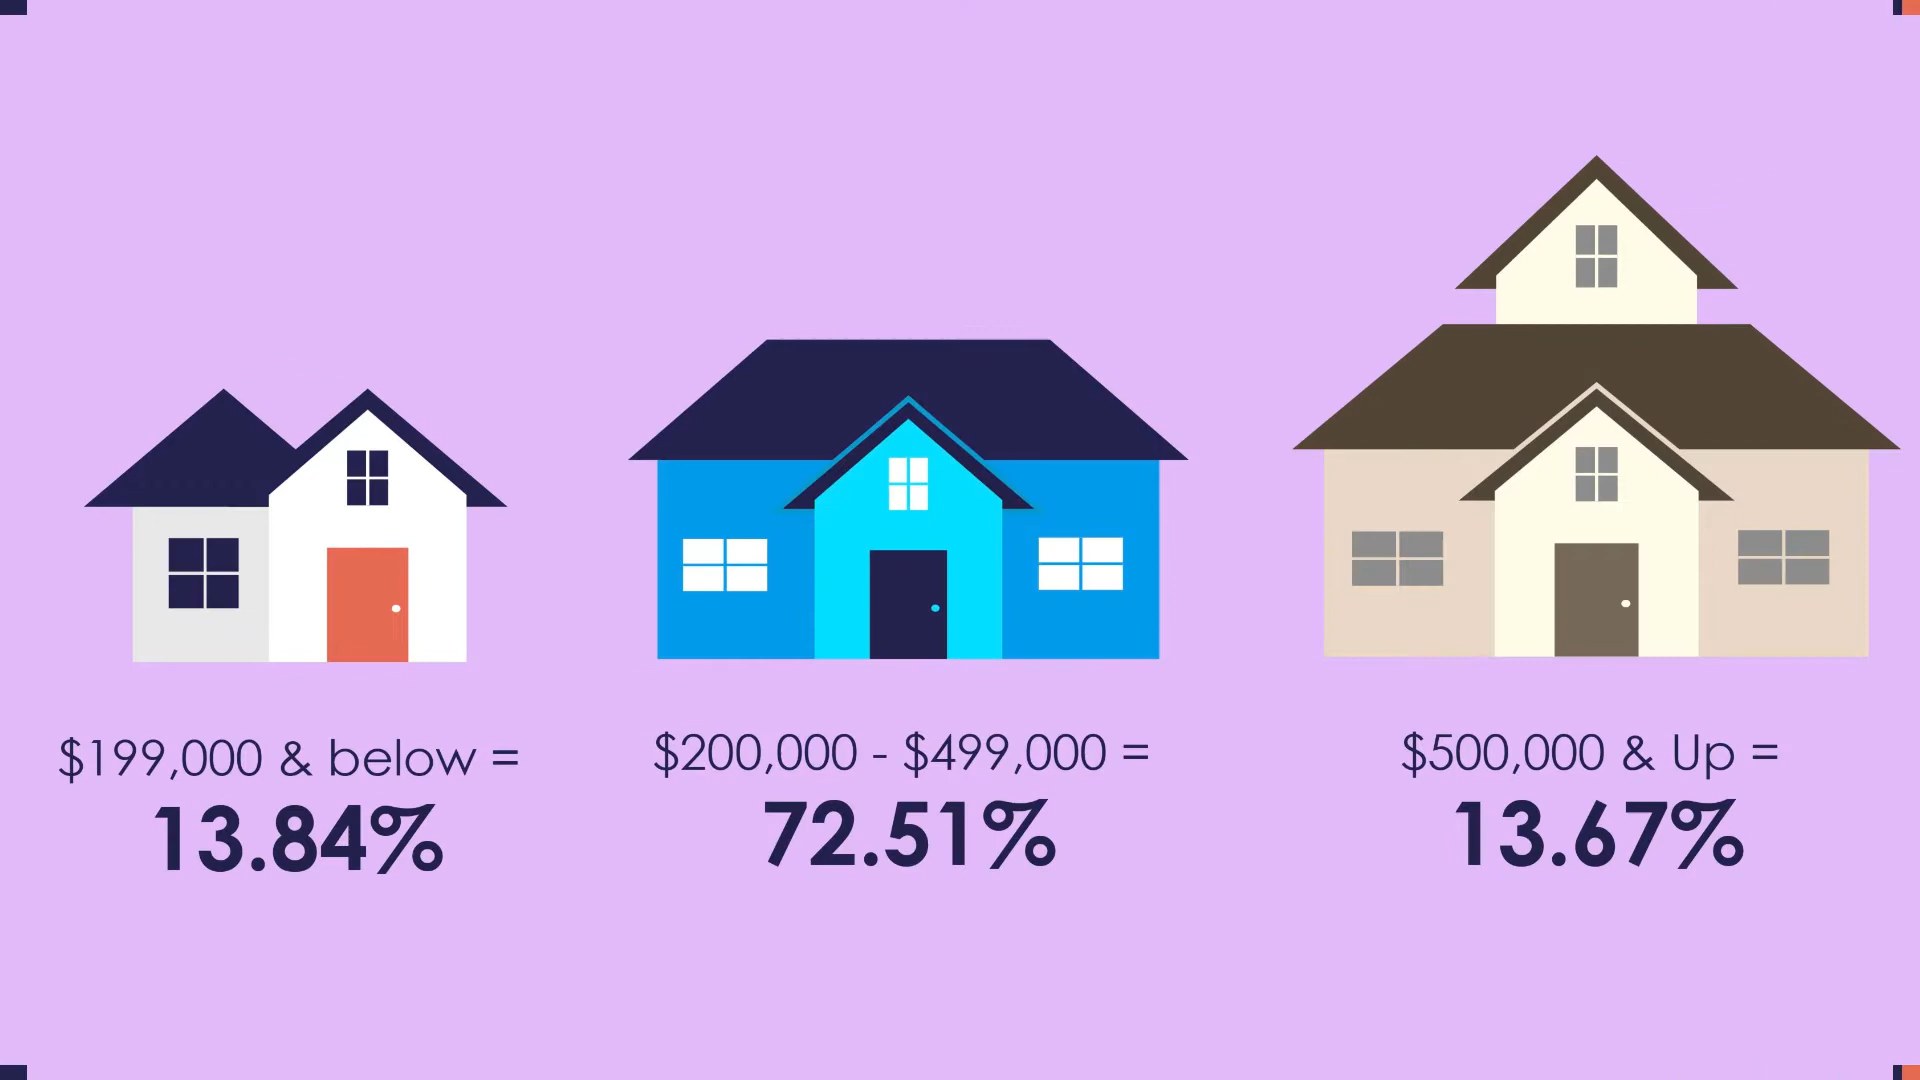 $199,000 & below =
13.84%
$200,000 - $499,000 =
72.51%
$500,000 & Up =
13.67%